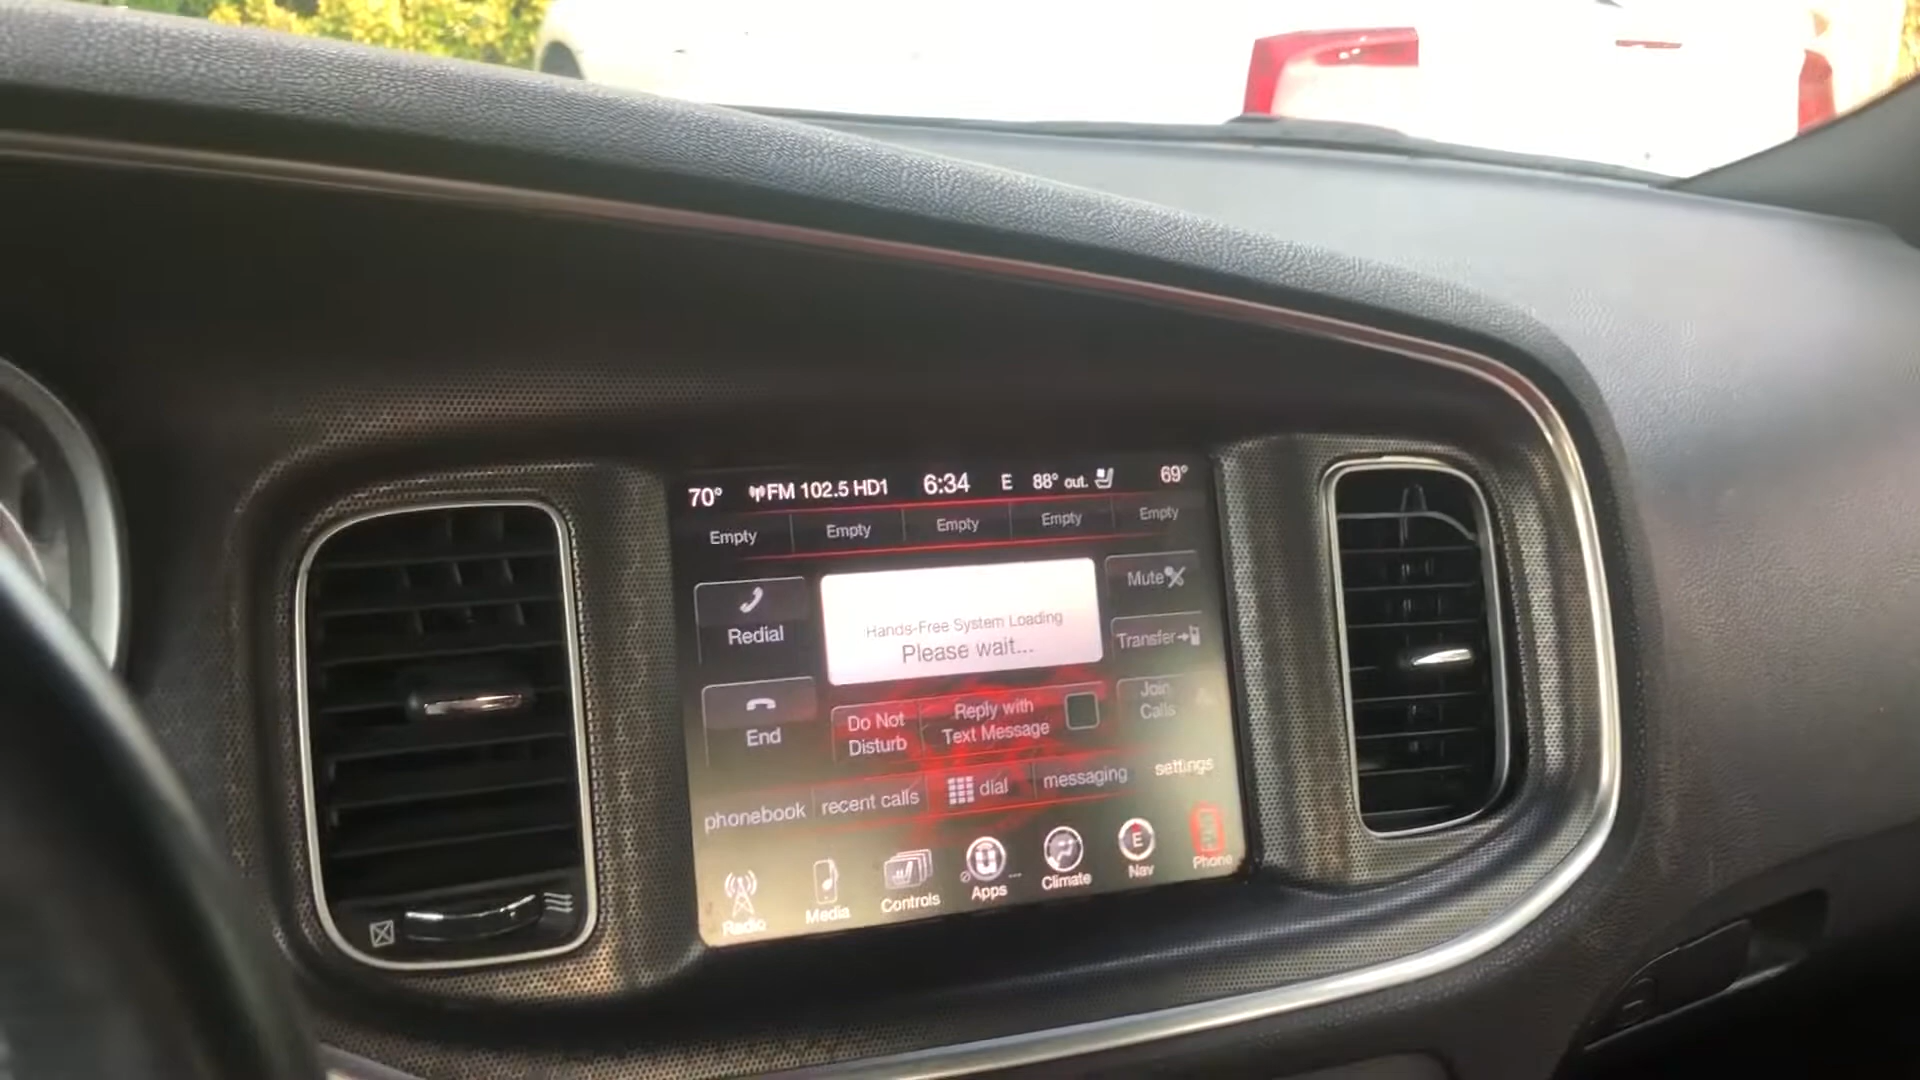 70° FM 102.5 HD1 6:34 E 88° out. 69°
Empty Empty Empty Empty Empty
Redial
Hands-Free System Loading
Please wait...
Mute
Transfer
End
Do Not
Disturb
Reply with
Text Message
Join
Calls
phonebook recent calls dial messaging settings
Radio Media Controls Apps Climate E Nav Phone